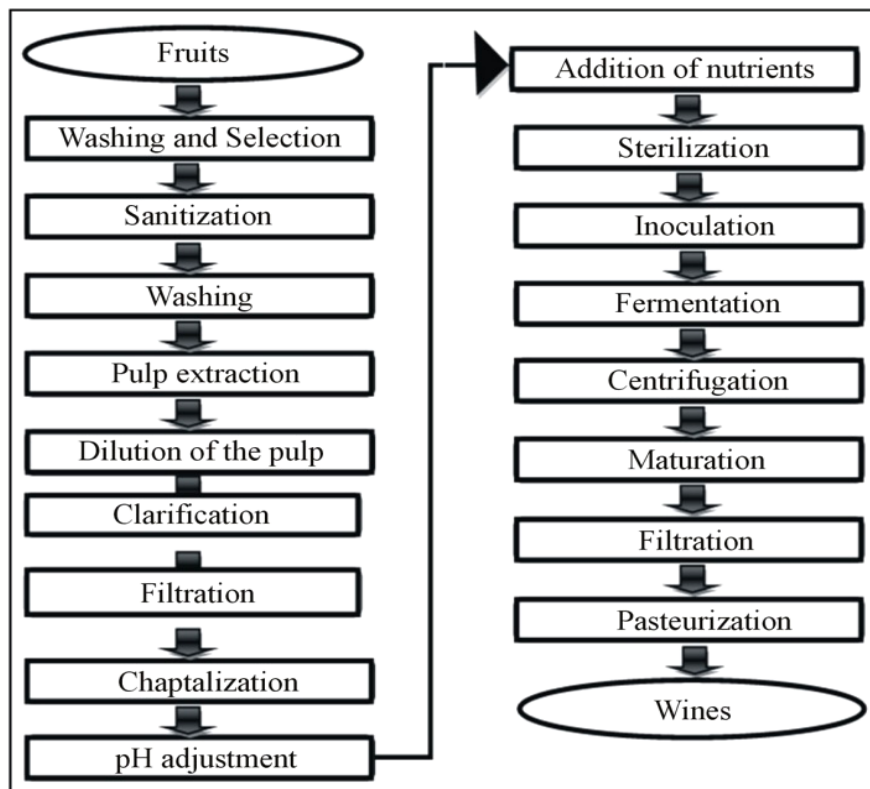 Fruits
Washing and Selection
Sanitization
Washing
Pulp extraction
Dilution of the pulp
Clarification
Filtration
Chaptalization
pH adjustment
Addition of nutrients
Sterilization
Inoculation
Fermentation
Centrifugation
Maturation
Filtration
Pasteurization
Wines